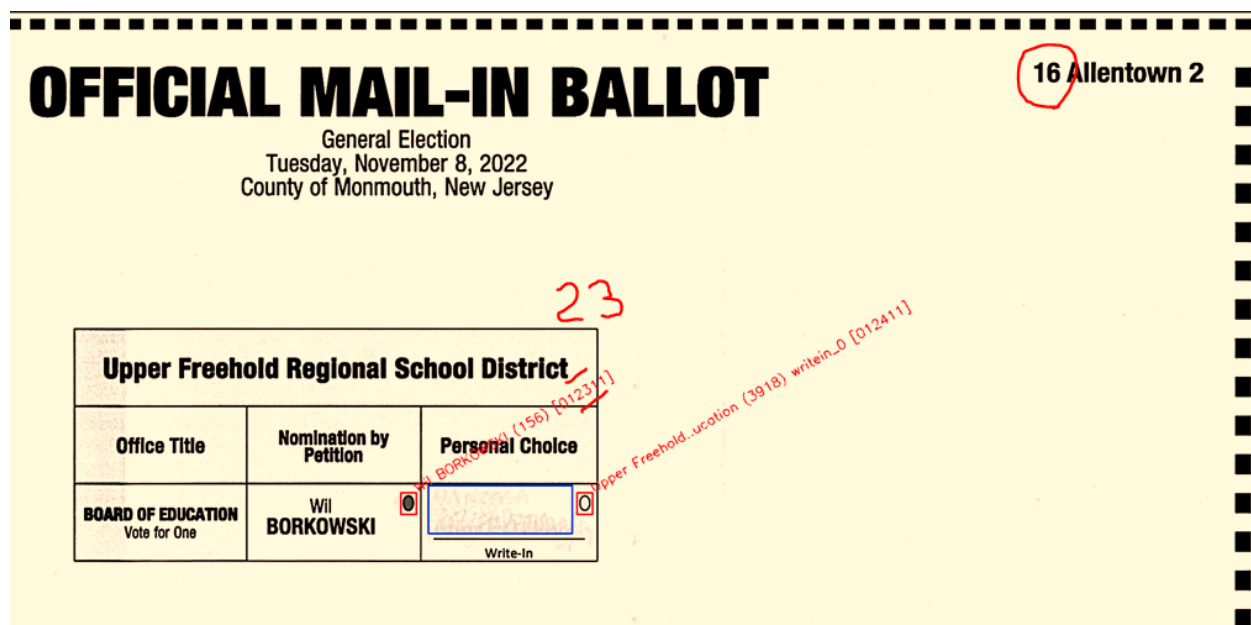 OFFICIAL MAIL-IN BALLOT
16 Allentown 2
General Election
Tuesday, November 8, 2022
County of Monmouth, New Jersey
23
Upper Freehold Regional School District
Office Title
Nomination by
Petition
Personal Choice
Wil BORKOWSKI (156) [012311]
Upper Freehold..ucation (3918) writein_0 [012411]
BOARD OF EDUCATION
Vote for One
Wil
BORKOWSKI
Write-In